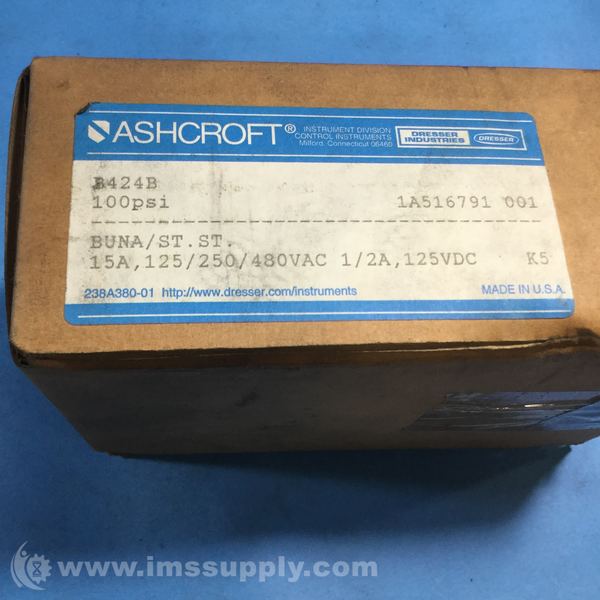 ASHCROFT® INSTRUMENT DIVISION
CONTROL INSTRUMENTS
Milford, Connecticut 06460
DRESSER
INDUSTRIES
DRESSER
B424B
100psi 1A516791 001
BUNA/ST.ST.
15A,125/250/480VAC 1/2A,125VDC K5
238A380-01 http://www.dresser.com/instruments MADE IN U.S.A.
www.imssupply.com